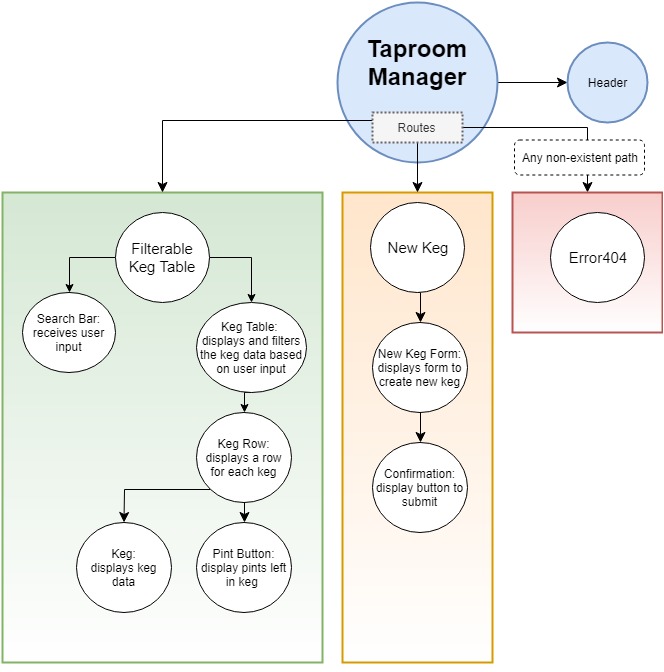 Taproom
Manager
Header
Routes
Any non-existent path
Filterable
Keg Table
Search Bar:
receives user
input
Keg Table:
displays and filters
the keg data based
on user input
Keg Row:
displays a row
for each keg
Keg:
displays keg
data
Pint Button:
display pints left
in keg
New Keg
New Keg Form:
displays form to
create new keg
Confirmation:
display button to
submit
Error404